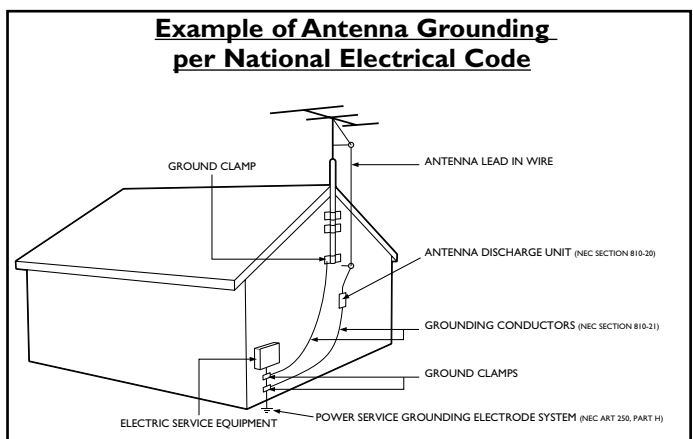 Example of Antenna Grounding
per National Electrical Code
GROUND CLAMP
ANTENNA LEAD IN WIRE
ANTENNA DISCHARGE UNIT (NEC SECTION 810-20)
GROUNDING CONDUCTORS (NEC SECTION 810-21)
GROUND CLAMPS
ELECTRIC SERVICE EQUIPMENT
POWER SERVICE GROUNDING ELECTRODE SYSTEM (NEC ART 250, PART H)